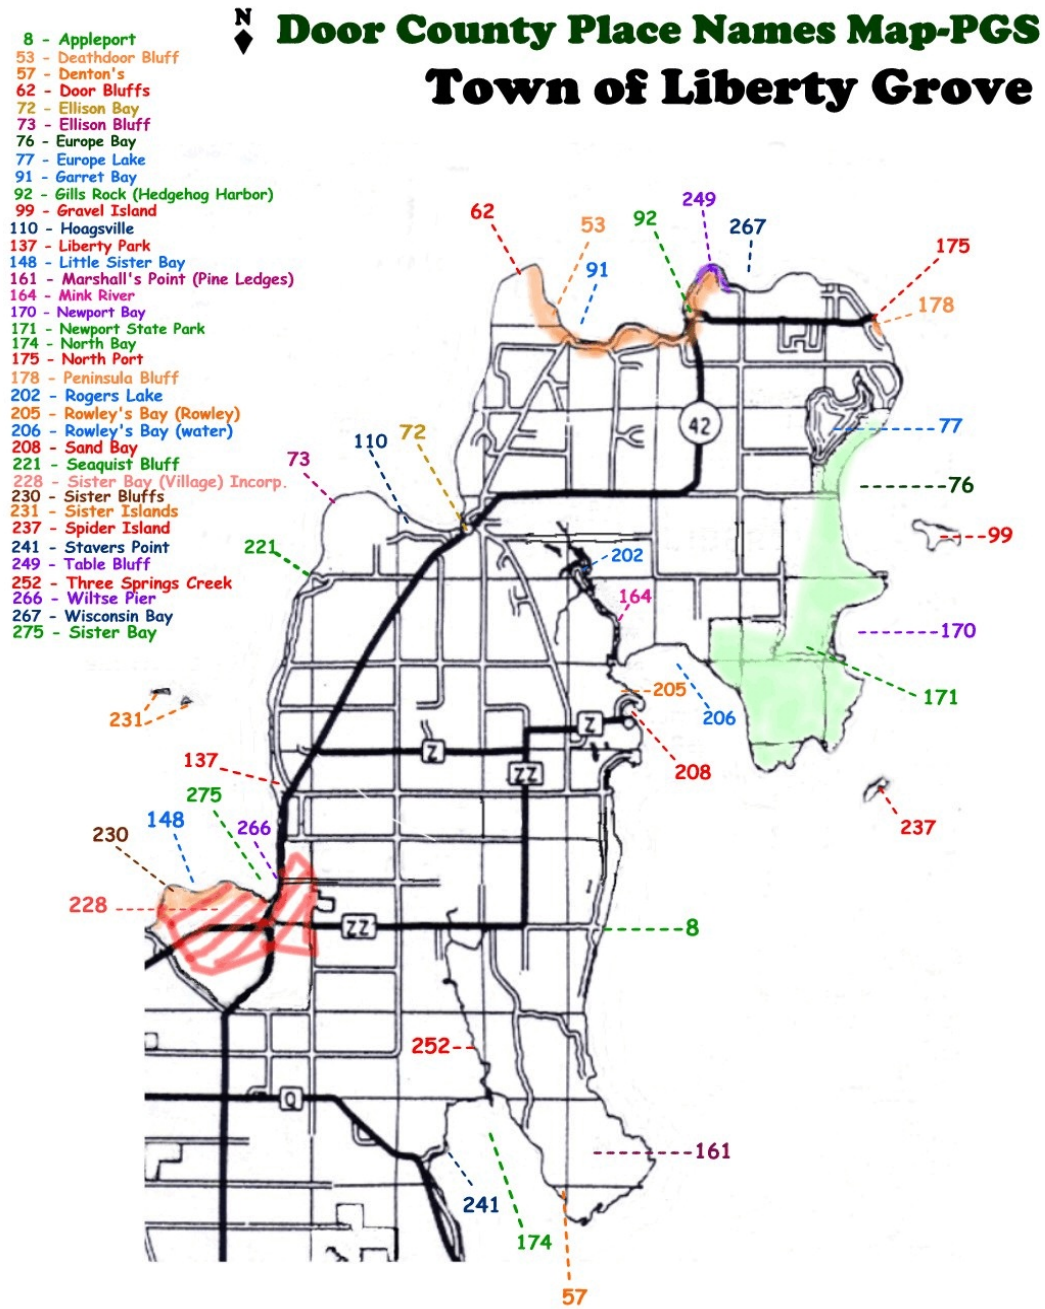 N
Door County Place Names Map-PGS
Town of Liberty Grove
8 - Appleport
53 - Deathdoor Bluff
57 - Denton's
62 - Door Bluffs
72 - Ellison Bay
73 - Ellison Bluff
76 - Europe Bay
77 - Europe Lake
91 - Garret Bay
92 - Gills Rock (Hedgehog Harbor)
99 - Gravel Island
110 - Hoagsville
137 - Liberty Park
148 - Little Sister Bay
161 - Marshall's Point (Pine Ledges)
164 - Mink River
170 - Newport Bay
171 - Newport State Park
174 - North Bay
175 - North Port
178 - Peninsula Bluff
202 - Rogers Lake
205 - Rowley's Bay (Rowley)
206 - Rowley's Bay (water)
208 - Sand Bay
221 - Seaquist Bluff
228 - Sister Bay (Village) Incorp.
230 - Sister Bluffs
231 - Sister Islands
237 - Spider Island
241 - Stavers Point
249 - Table Bluff
252 - Three Springs Creek
266 - Wiltse Pier
267 - Wisconsin Bay
275 - Sister Bay
249
62
92
53
267
175
91
178
42
77
72
110
73
76
99
221
202
164
170
205
171
206
231
Z
Z
ZZ
208
137
275
237
148
266
230
228
ZZ
8
252
Q
161
241
174
57